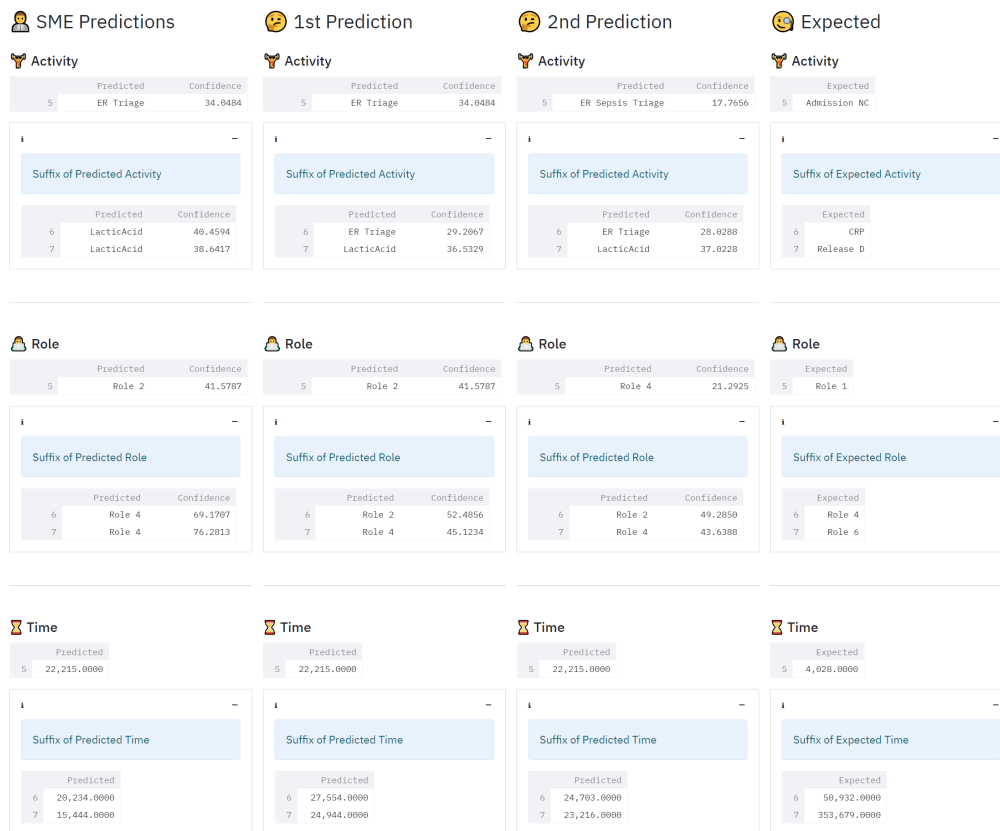 SME Predictions
Activity
Predicted Confidence
5 ER Triage 34.0484
i −
Suffix of Predicted Activity
Predicted Confidence
6 LacticAcid 40.4594
7 LacticAcid 38.6417
Role
Predicted Confidence
5 Role 2 41.5787
i −
Suffix of Predicted Role
Predicted Confidence
6 Role 4 69.1707
7 Role 4 76.2813
Time
Predicted
5 22,215.0000
i −
Suffix of Predicted Time
Predicted
6 20,234.0000
7 15,444.0000
1st Prediction
Activity
Predicted Confidence
5 ER Triage 34.0484
i −
Suffix of Predicted Activity
Predicted Confidence
6 ER Triage 29.2067
7 LacticAcid 36.5329
Role
Predicted Confidence
5 Role 2 41.5787
i −
Suffix of Predicted Role
Predicted Confidence
6 Role 2 52.4856
7 Role 4 45.1234
Time
Predicted
5 22,215.0000
i −
Suffix of Predicted Time
Predicted
6 27,554.0000
7 24,944.0000
2nd Prediction
Activity
Predicted Confidence
5 ER Sepsis Triage 17.7656
i −
Suffix of Predicted Activity
Predicted Confidence
6 ER Triage 28.0288
7 LacticAcid 37.0228
Role
Predicted Confidence
5 Role 4 21.2925
i −
Suffix of Predicted Role
Predicted Confidence
6 Role 2 49.2850
7 Role 4 43.6388
Time
Predicted
5 22,215.0000
i −
Suffix of Predicted Time
Predicted
6 24,703.0000
7 23,216.0000
Expected
Activity
Expected
5 Admission NC
i −
Suffix of Expected Activity
Expected
6 CRP
7 Release D
Role
Expected
5 Role 1
i −
Suffix of Expected Role
Expected
6 Role 4
7 Role 6
Time
Expected
5 4,028.0000
i −
Suffix of Expected Time
Expected
6 50,932.0000
7 353,679.0000